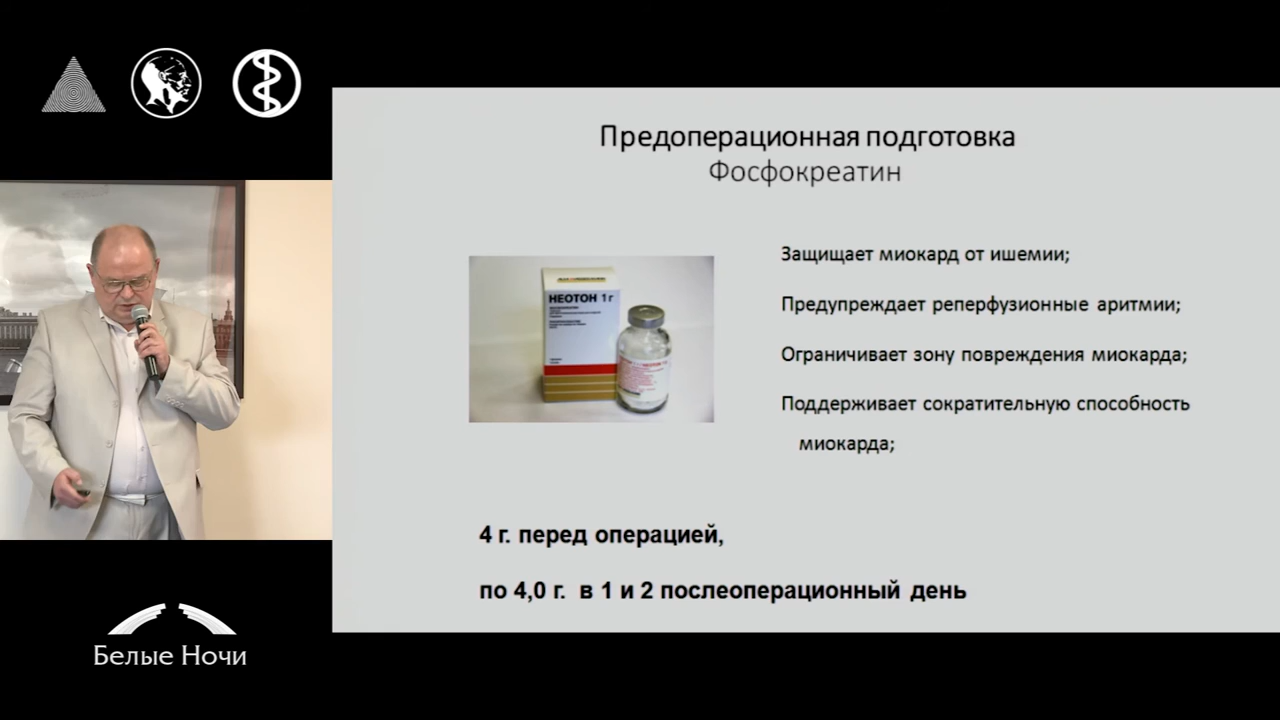 Предоперационная подготовка
Фосфокреатин
НЕОТОН 1 г
Защищает миокард от ишемии;
Предупреждает реперфузионные аритмии;
Ограничивает зону повреждения миокарда;
Поддерживает сократительную способность
миокарда;
4 г. перед операцией,
по 4,0 г. в 1 и 2 послеоперационный день
Белые Ночи